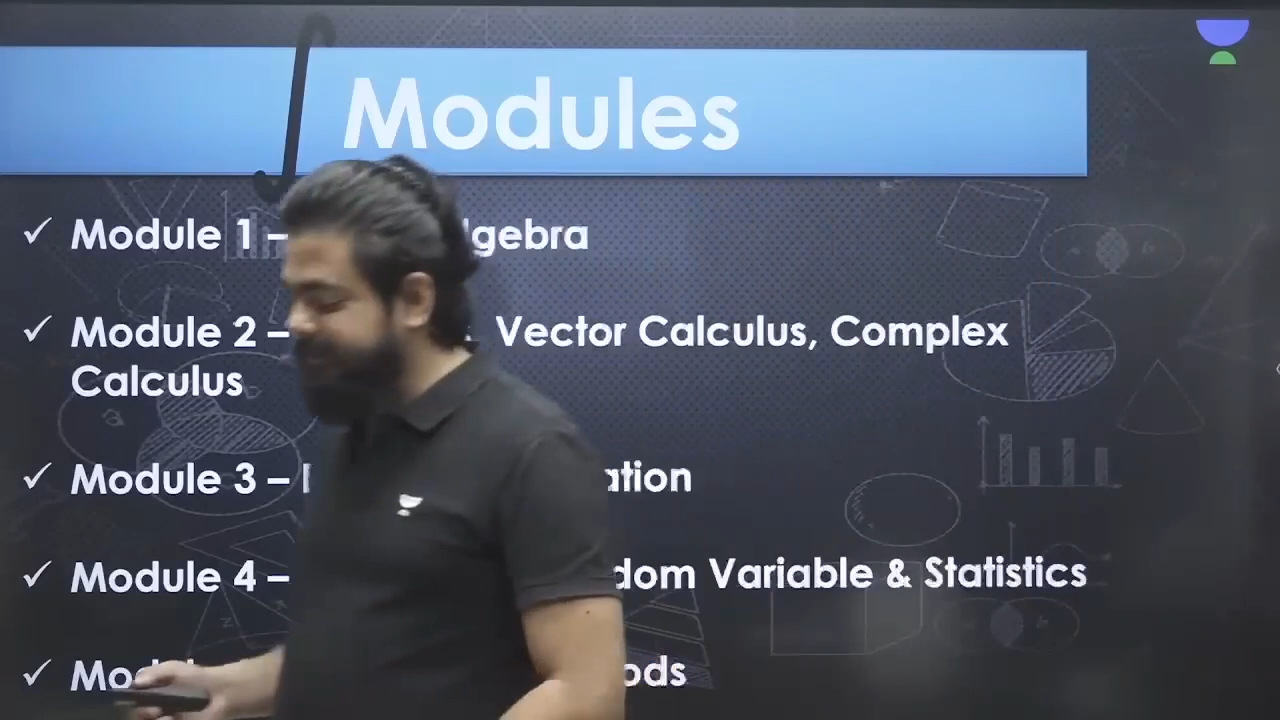 Modules
✓ Module 1 – lgebra
✓ Module 2 – Vector Calculus, Complex
Calculus
✓ Module 3 – ation
✓ Module 4 – dom Variable & Statistics
✓ Mod ods